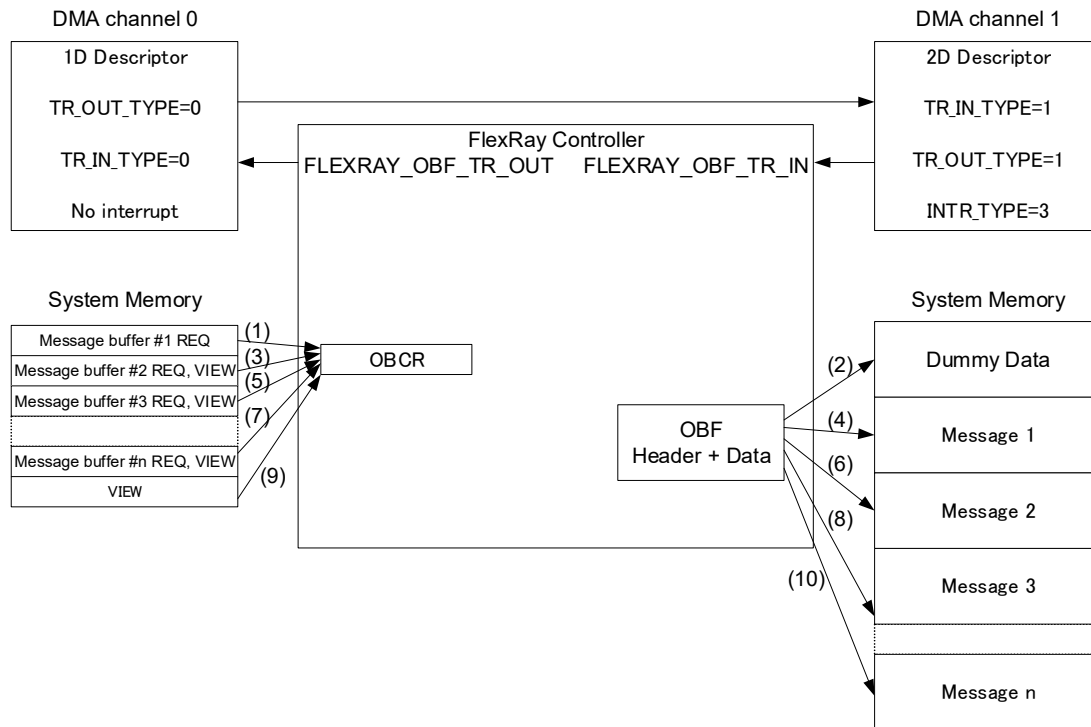 DMA channel 0
DMA channel 1
1D Descriptor
TR_OUT_TYPE=0
TR_IN_TYPE=0
No interrupt
2D Descriptor
TR_IN_TYPE=1
TR_OUT_TYPE=1
INTR_TYPE=3
FlexRay Controller
FLEXRAY_OBF_TR_OUT FLEXRAY_OBF_TR_IN
System Memory
Message buffer #1 REQ
Message buffer #2 REQ, VIEW
Message buffer #3 REQ, VIEW
Message buffer #n REQ, VIEW
VIEW
(1)
(3)
(5)
(7)
(9)
OBCR
OBF
Header + Data
(2)
(4)
(6)
(8)
(10)
System Memory
Dummy Data
Message 1
Message 2
Message 3
Message n